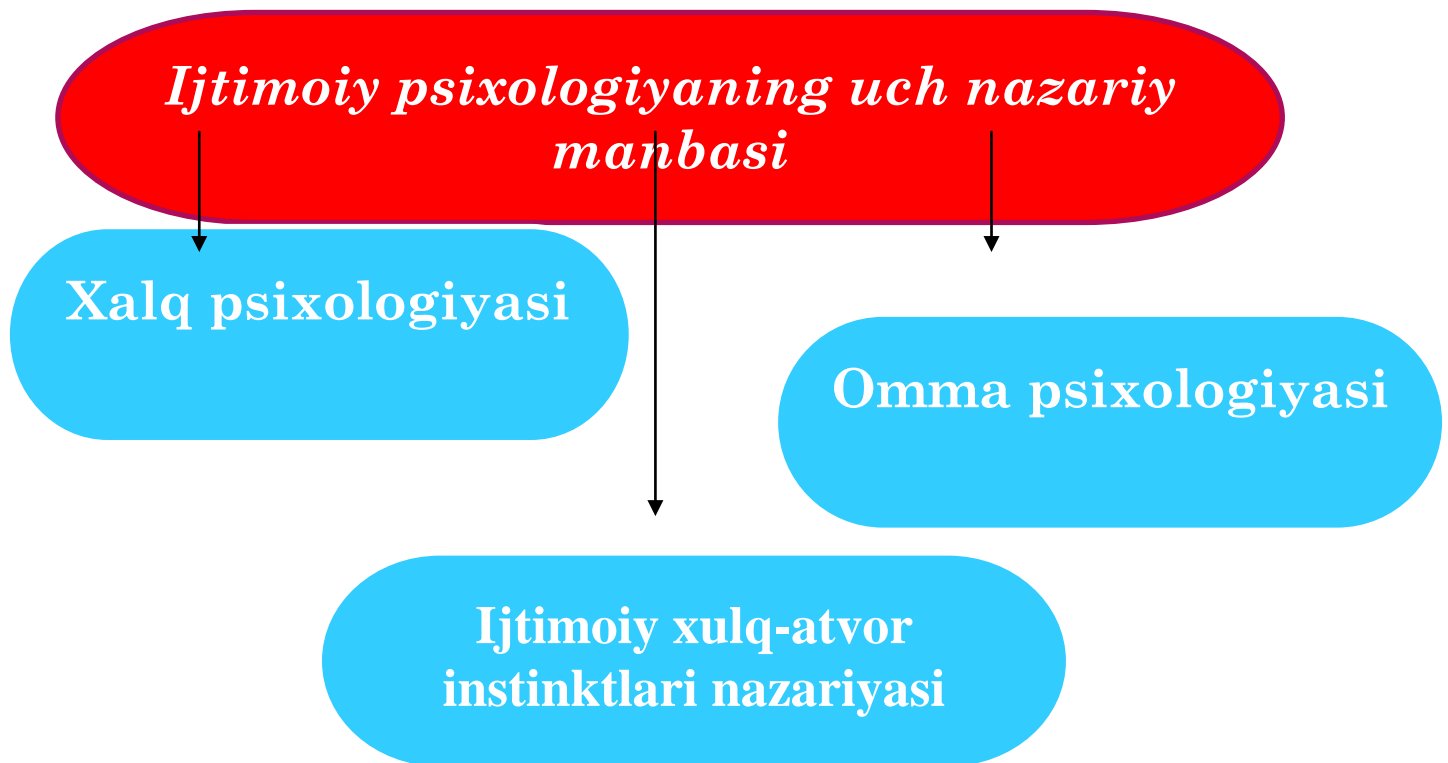 Ijtimoiy psixologiyaning uch nazariy
manbasi
Xalq psixologiyasi
Omma psixologiyasi
Ijtimoiy xulq-atvor
instinktlari nazariyasi